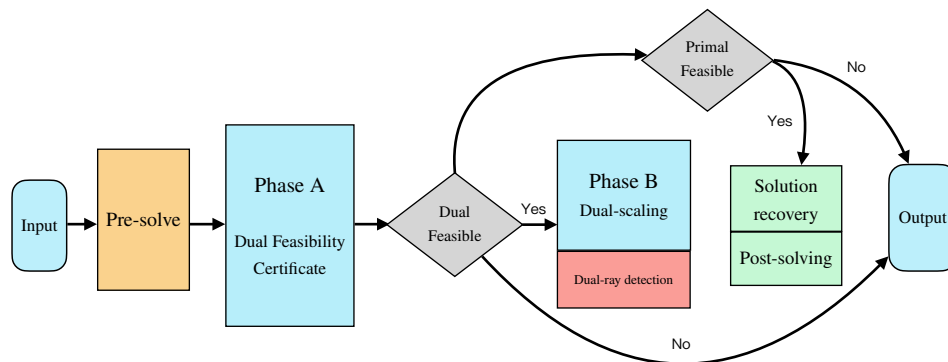 Input
Pre-solve
Phase A
Dual Feasibility
Certificate
Dual
Feasible
Yes
No
Phase B
Dual-scaling
Dual-ray detection
Primal
Feasible
Yes
No
Solution
recovery
Post-solving
Output